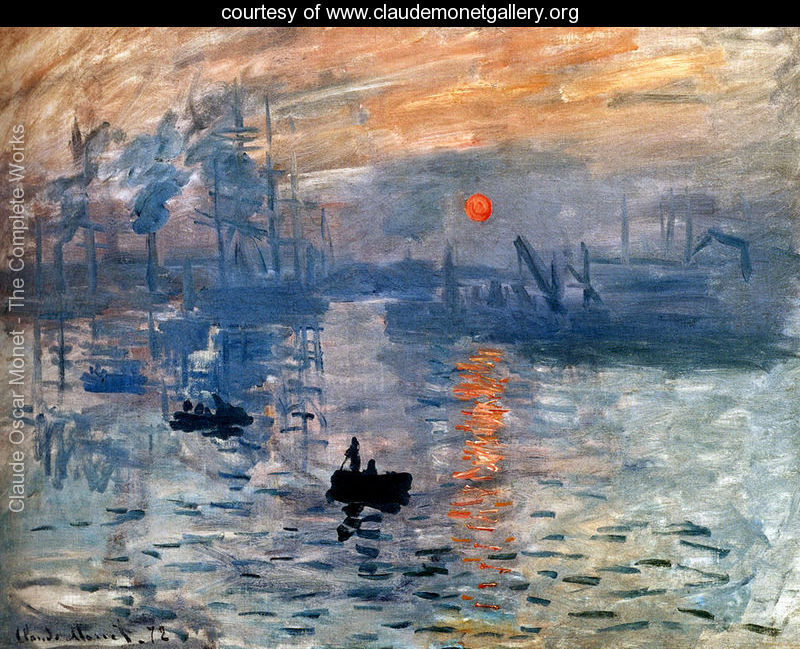 courtesy of www.claudemonetgallery.org
Claude Oscar Monet - The Complete Works
Claude Monet . 72